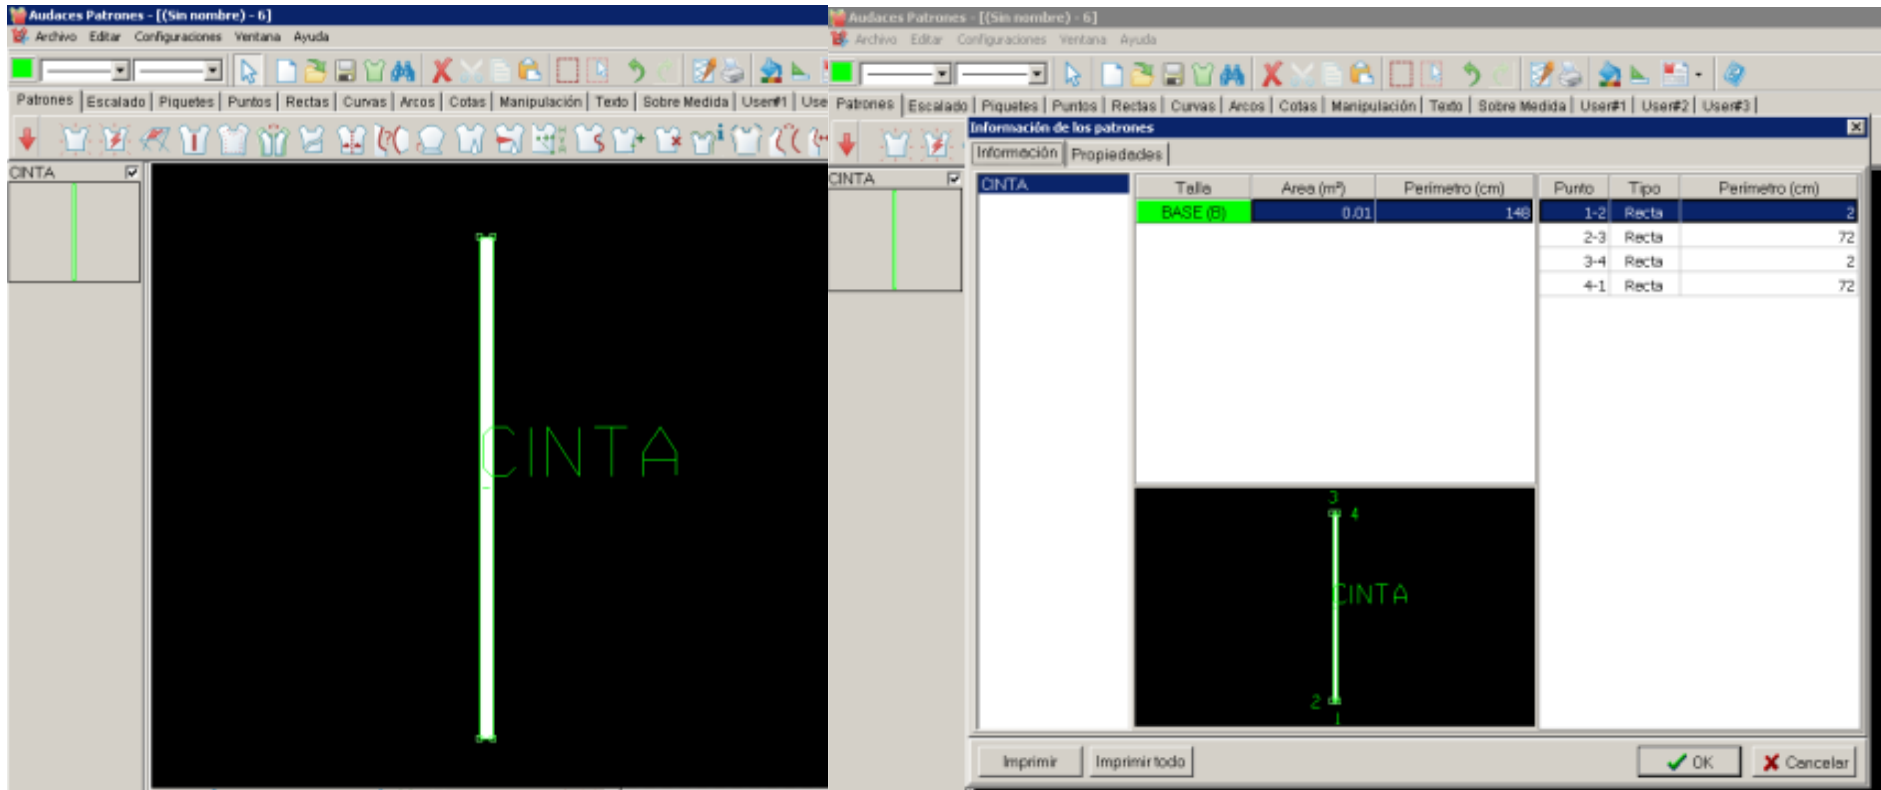 Audaces Patrones - [(Sin nombre) - 6]
Archivo Editar Configuraciones Ventana Ayuda
Patrones Escalado Piquetes Puntos Rectas Curvas Arcos Cotas Manipulación Texto Sobre Medida User#1 Use
CINTA
CINTA
Audaces Patrones - [(Sin nombre) - 6]
Archivo Editar Configuraciones Ventana Ayuda
Patrones Escalado Piquetes Puntos Rectas Curvas Arcos Cotas Manipulación Texto Sobre Medida User#1 User#2 User#3
CINTA
Información de los patrones
Información Propiedades
CINTA
Talla Area (m²) Perímetro (cm) Punto Tipo Perímetro (cm)
BASE (B) 0.01 148 1-2 Recta 2
2-3 Recta 72
3-4 Recta 2
4-1 Recta 72
3
4
CINTA
2
1
Imprimir Imprimir todo OK Cancelar